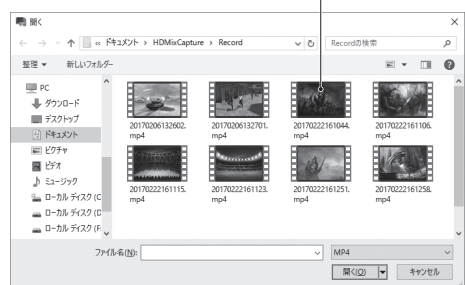 開く
« ドキュメント › HDMixCapture › Record
Recordの検索
整理 ▼ 新しいフォルダー
PC
ダウンロード
デスクトップ
ドキュメント
ピクチャ
ビデオ
ミュージック
ローカル ディスク (C
ローカル ディスク (D
ローカル ディスク (F:
20170206132602.
mp4
20170206132701.
mp4
20170222161044.
mp4
20170222161106.
mp4
20170222161115.
mp4
20170222161123.
mp4
20170222161251.
mp4
20170222161258.
mp4
ファイル名(N):
MP4
開く(O)
キャンセル